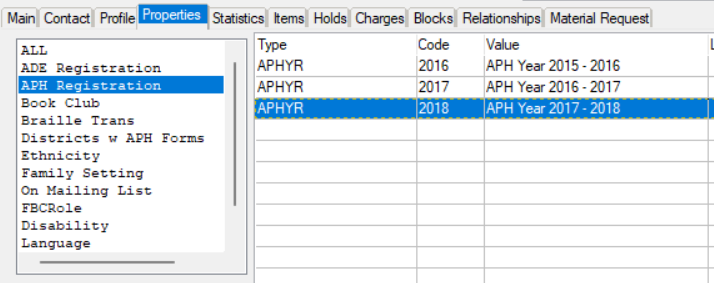 Main Contact Profile Properties Statistics Items Holds Charges Blocks Relationships Material Request
ALL
ADE Registration
APH Registration
Book Club
Braille Trans
Districts w APH Forms
Ethnicity
Family Setting
On Mailing List
FBCRole
Disability
Language
Type Code Value L
APHYR 2016 APH Year 2015 - 2016
APHYR 2017 APH Year 2016 - 2017
APHYR 2018 APH Year 2017 - 2018